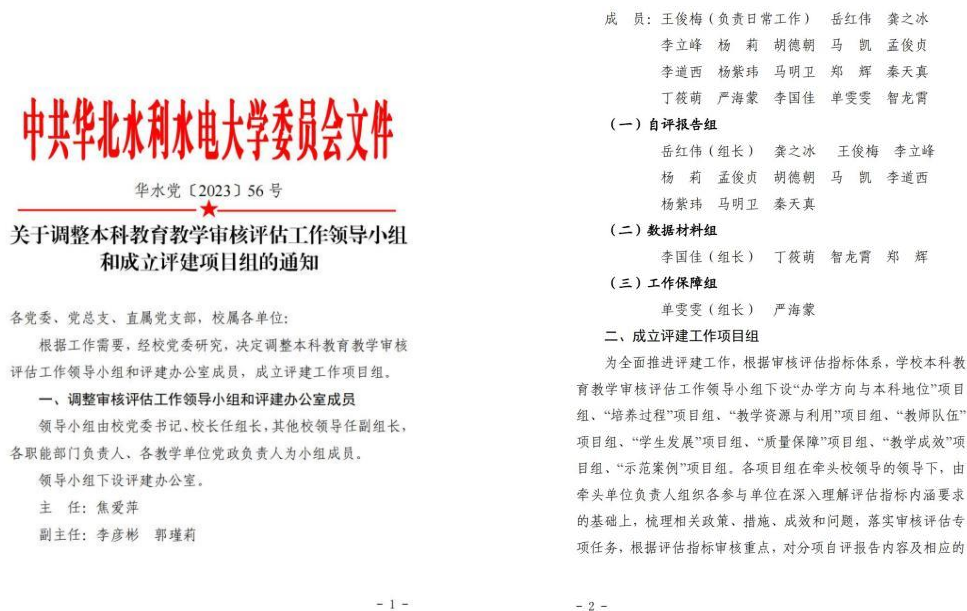 中共华北水利水电大学委员会文件
华水党〔2023〕56 号
关于调整本科教育教学审核评估工作领导小组
和成立评建项目组的通知
各党委、党总支、直属党支部，校属各单位:
根据工作需要，经校党委研究，决定调整本科教育教学审核
评估工作领导小组和评建办公室成员，成立评建工作项目组。
一、调整审核评估工作领导小组和评建办公室成员
领导小组由校党委书记、校长任组长，其他校领导任副组长，
各职能部门负责人、各教学单位党政负责人为小组成员。
领导小组下设评建办公室。
主 任: 焦爱萍
副主任: 李彦彬 郭瑾莉
- 1 -
成 员: 王俊梅（负责日常工作） 岳红伟 龚之冰
李立峰 杨 莉 胡德朝 马 凯 孟俊贞
李道西 杨紫玮 马明卫 郑 辉 秦天真
丁筱萌 严海蒙 李国佳 单雯雯 智龙霄
（一）自评报告组
岳红伟（组长） 龚之冰 王俊梅 李立峰
杨 莉 孟俊贞 胡德朝 马 凯 李道西
杨紫玮 马明卫 秦天真
（二）数据材料组
李国佳（组长） 丁筱萌 智龙霄 郑 辉
（三）工作保障组
单雯雯（组长） 严海蒙
二、成立评建工作项目组
为全面推进评建工作，根据审核评估指标体系，学校本科教
育教学审核评估工作领导小组下设“办学方向与本科地位”项目
组、“培养过程”项目组、“教学资源与利用”项目组、“教师队伍”
项目组、“学生发展”项目组、“质量保障”项目组、“教学成效”项
目组、“示范案例”项目组。各项目组在牵头校领导的领导下，由
牵头单位负责人组织各参与单位在深入理解评估指标内涵要求
的基础上，梳理相关政策、措施、成效和问题，落实审核评估专
项任务，根据评估指标审核重点，对分项自评报告内容及相应的
- 2 -